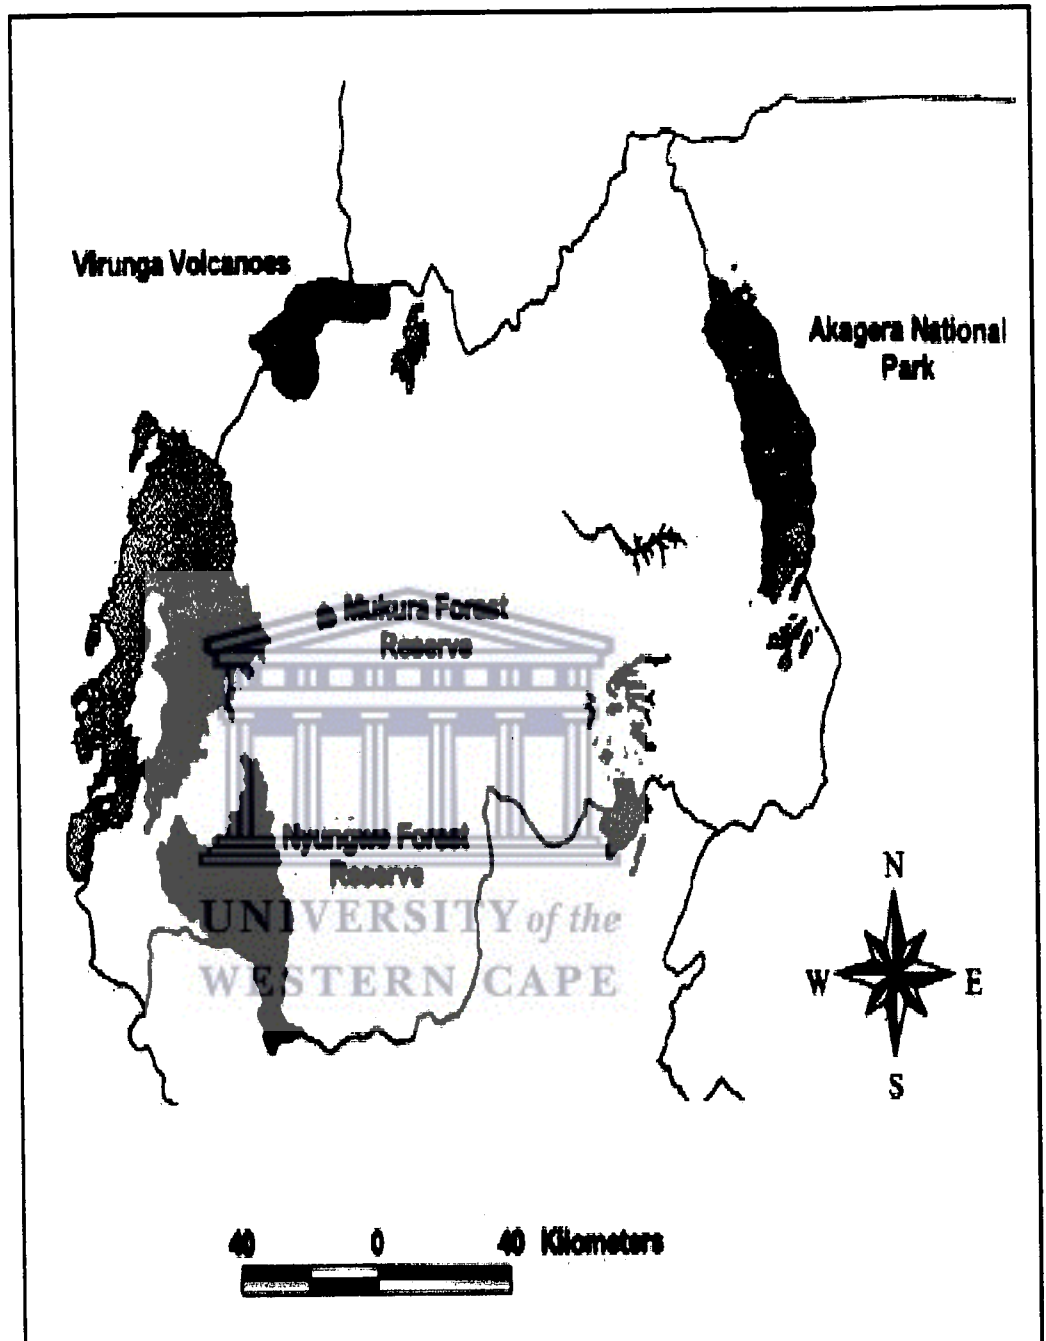 Virunga Volcanoes
Akagera National
Park
Mukura Forest
Reserve
Nyungwe Forest
Reserve
UNIVERSITY of the
WESTERN CAPE
N
W
E
S
40 0 40 Kilometers